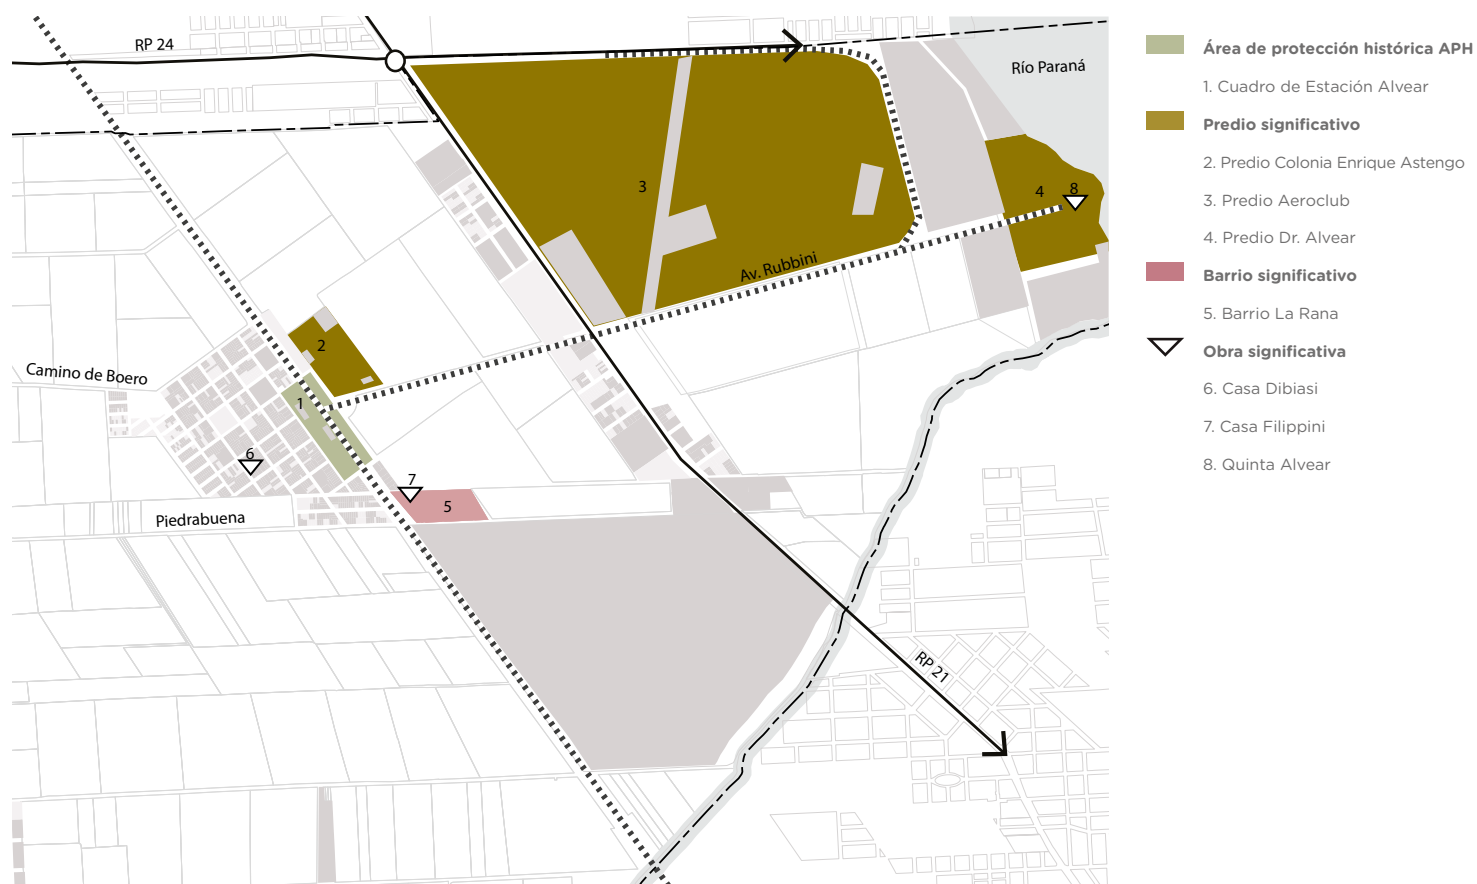 RP 24
Río Paraná
3
4
8
Av. Rubbini
2
Camino de Boero
1
6
7
5
Piedrabuena
RP 21
Área de protección histórica APH
1. Cuadro de Estación Alvear
Predio significativo
2. Predio Colonia Enrique Astengo
3. Predio Aeroclub
4. Predio Dr. Alvear
Barrio significativo
5. Barrio La Rana
Obra significativa
6. Casa Dibiasi
7. Casa Filippini
8. Quinta Alvear